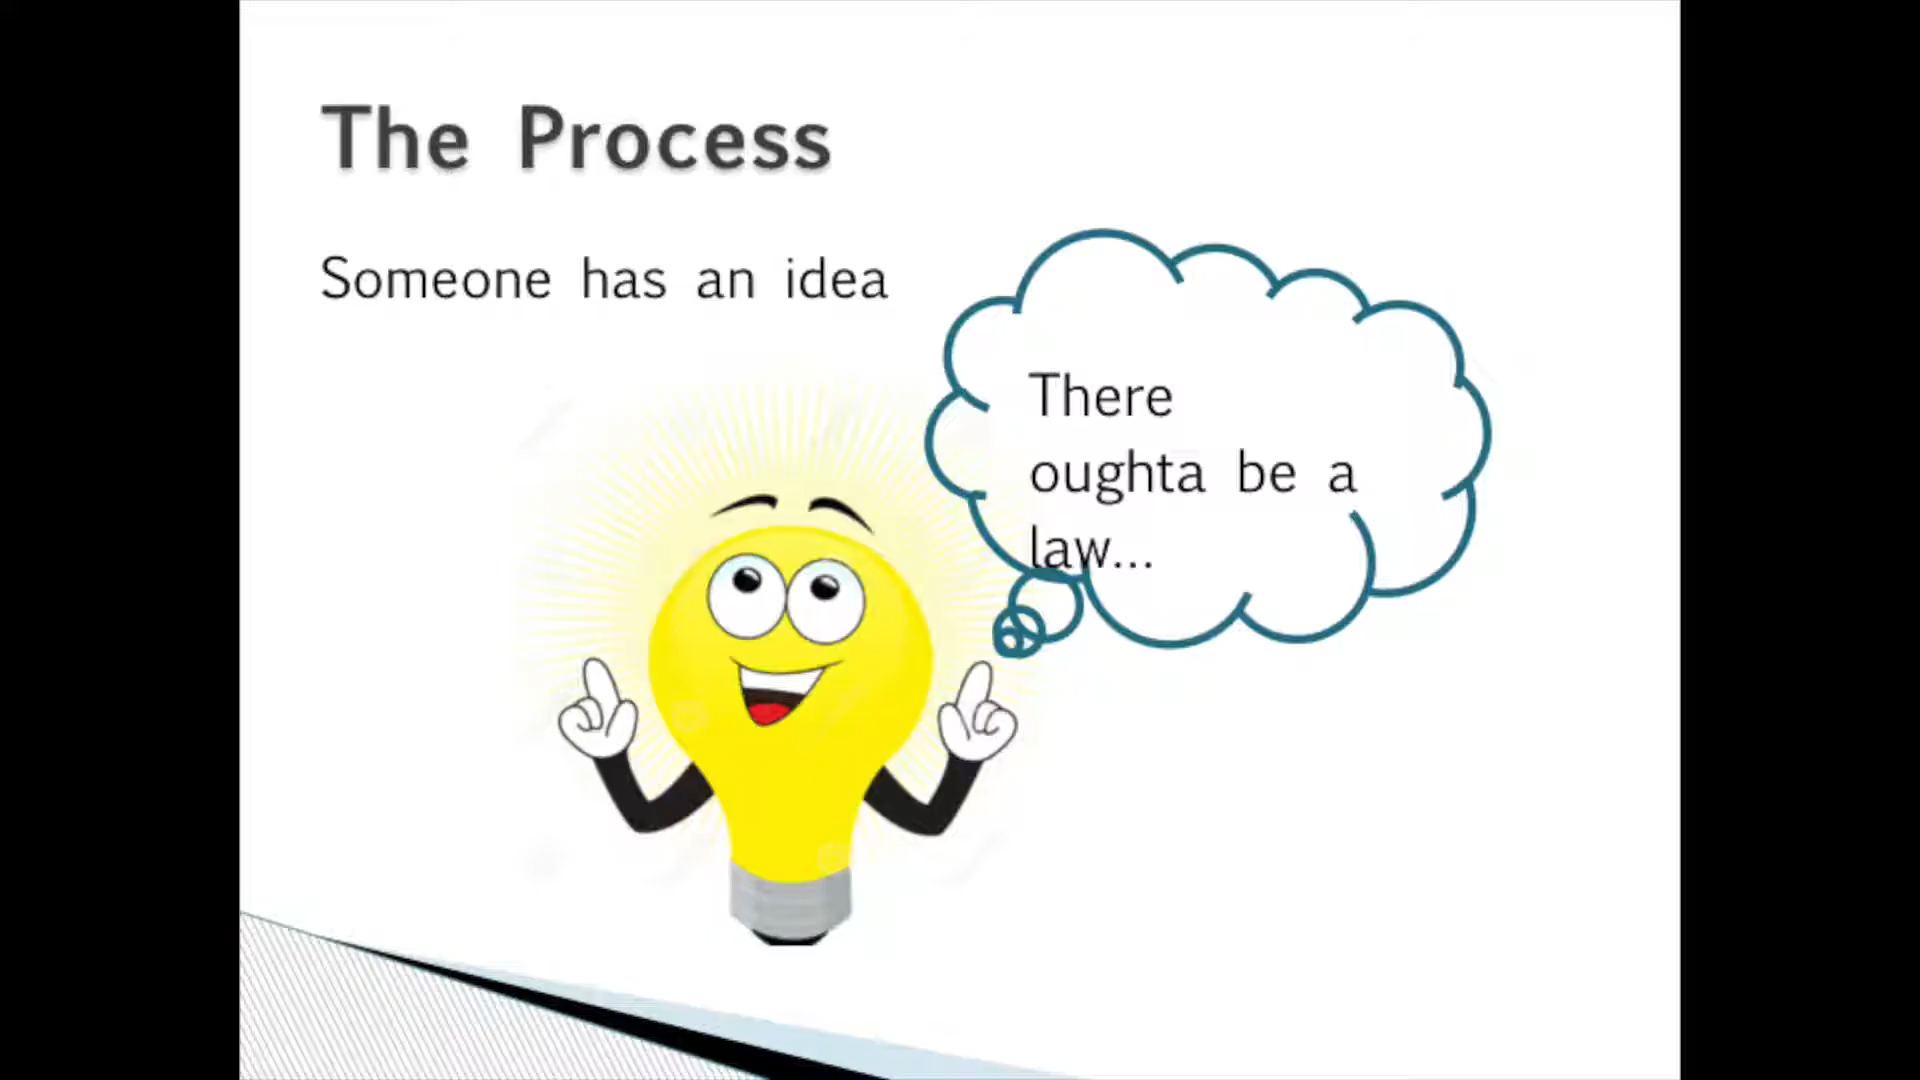 The Process
Someone has an idea
There
oughta be a
law...